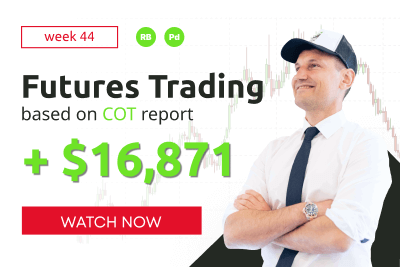 week 44
RB
Pd
Futures Trading
based on COT report
+ $16,871
WATCH NOW